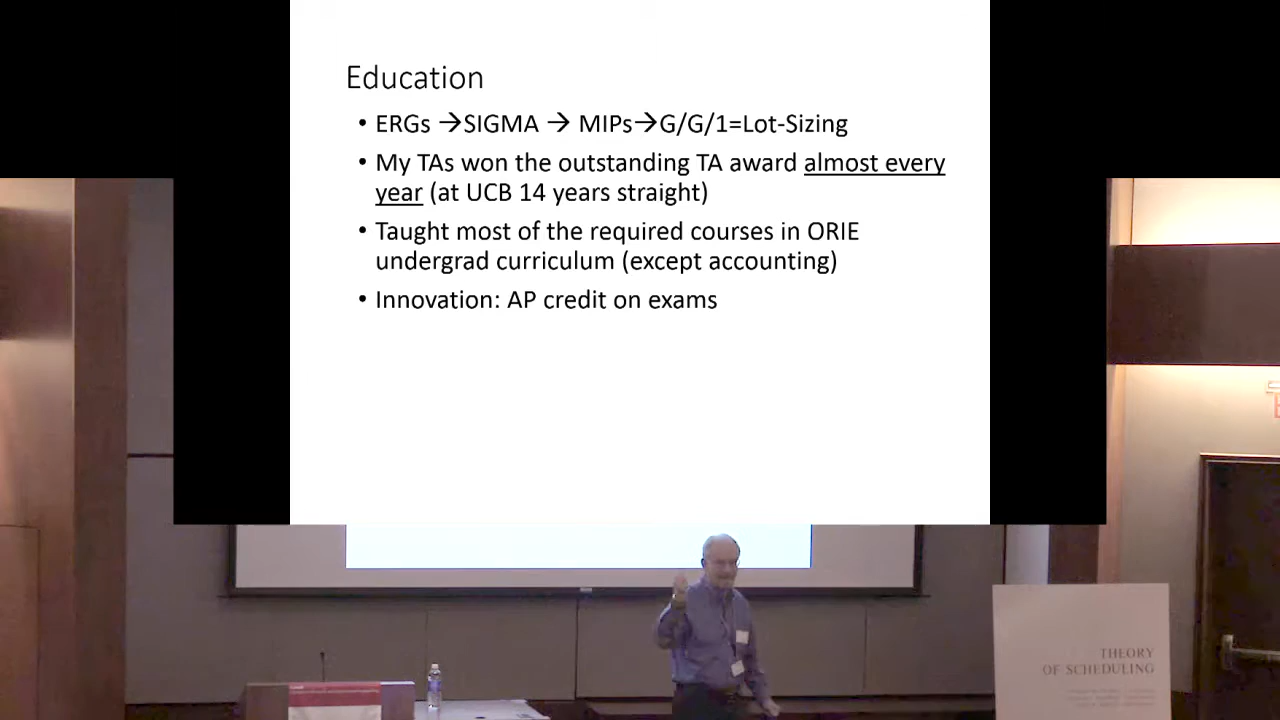 Education
• ERGs →SIGMA → MIPs→G/G/1=Lot-Sizing
• My TAs won the outstanding TA award almost every
year (at UCB 14 years straight)
• Taught most of the required courses in ORIE
undergrad curriculum (except accounting)
• Innovation: AP credit on exams
THEORY
OF SCHEDULING